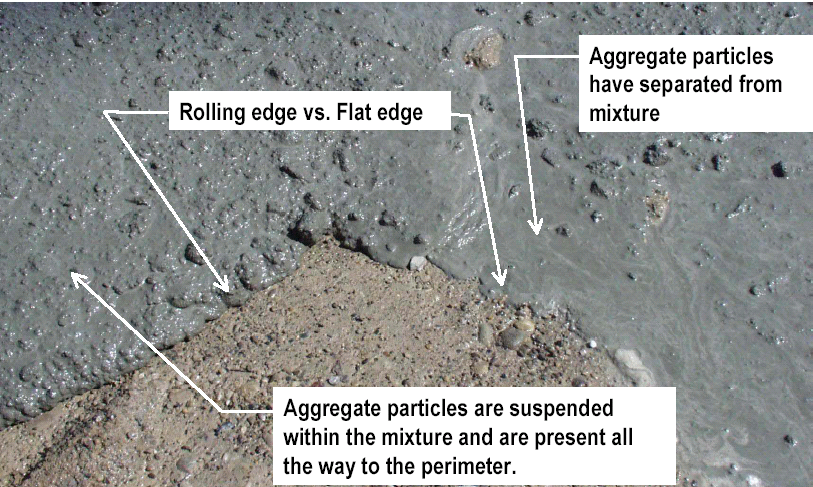 Aggregate particles
have separated from
mixture
Rolling edge vs. Flat edge
Aggregate particles are suspended
within the mixture and are present all
the way to the perimeter.